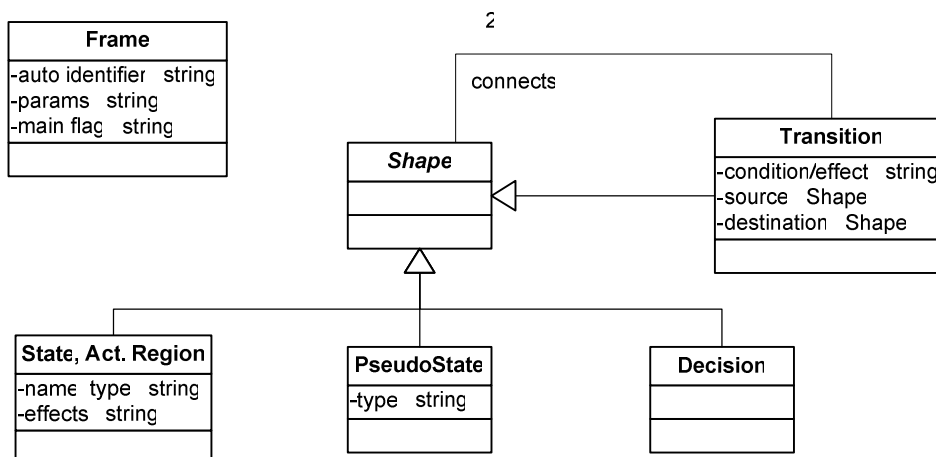 2
Frame
-auto identifier string
-params string
-main flag string
connects
Transition
-condition/effect string
-source Shape
-destination Shape
Shape
State, Act. Region
-name type string
-effects string
PseudoState
-type string
Decision